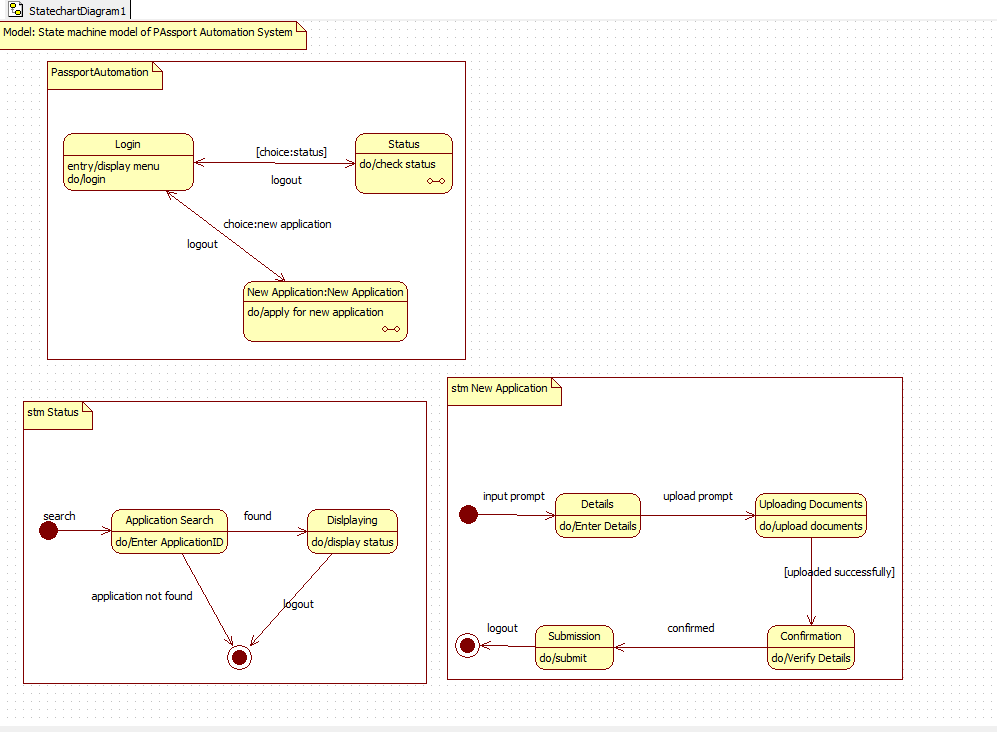 StatechartDiagram1
Model: State machine model of PAssport Automation System
PassportAutomation
Login
entry/display menu
do/login
[choice:status]
logout
Status
do/check status
choice:new application
logout
New Application:New Application
do/apply for new application
stm Status
search
Application Search
do/Enter ApplicationID
found
Dislplaying
do/display status
application not found
logout
stm New Application
input prompt
Details
do/Enter Details
upload prompt
Uploading Documents
do/upload documents
[uploaded successfully]
Confirmation
do/Verify Details
confirmed
Submission
do/submit
logout